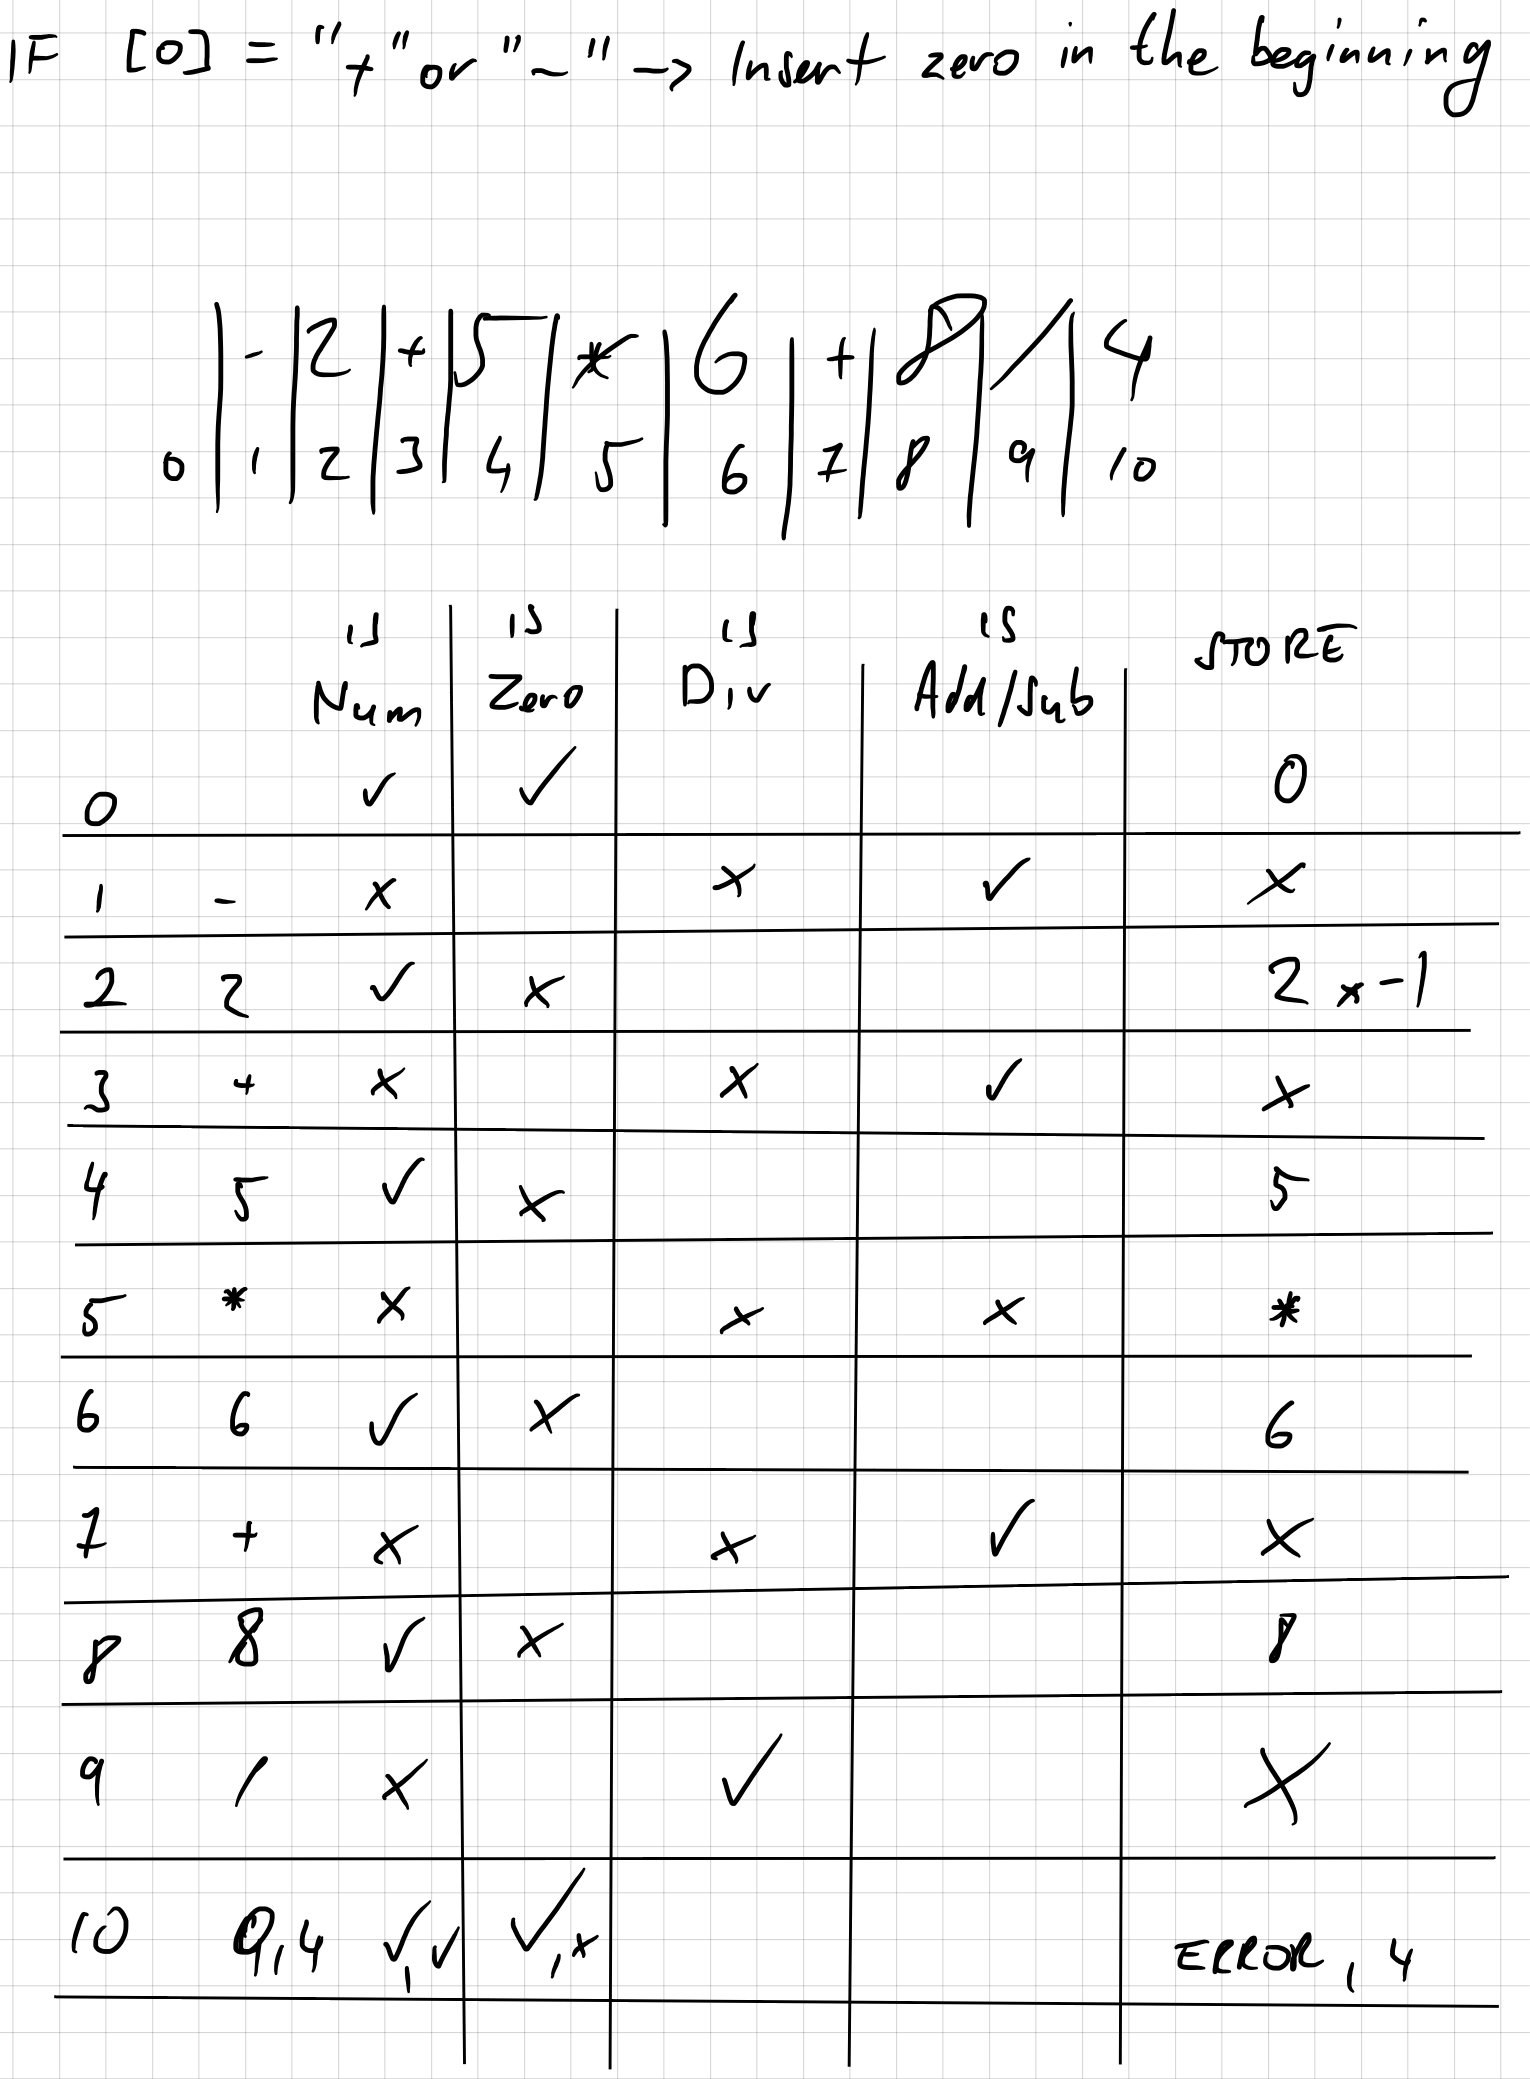 IF [0] = "+" or "-" -> Insert zero in the beginning
| - | 2 | + | 5 | * | 6 | + | 8 | / | 4
0 | 1 | 2 | 3 | 4 | 5 | 6 | 7 | 8 | 9 | 10
is Num | is Zero | is Div | is Add/Sub | STORE
0 ✓ | ✓ | | | 0
1 - x | | x | ✓ | x
2 2 ✓ | x | | | 2 x -1
3 + x | | x | ✓ | x
4 5 ✓ | x | | | 5
5 * x | | x | x | *
6 6 ✓ | x | | | 6
7 + x | | x | ✓ | x
8 8 ✓ | x | | | 8
9 / x | | ✓ | | x
10 0,4 ✓,✓ | ✓,x | | | ERROR, 4